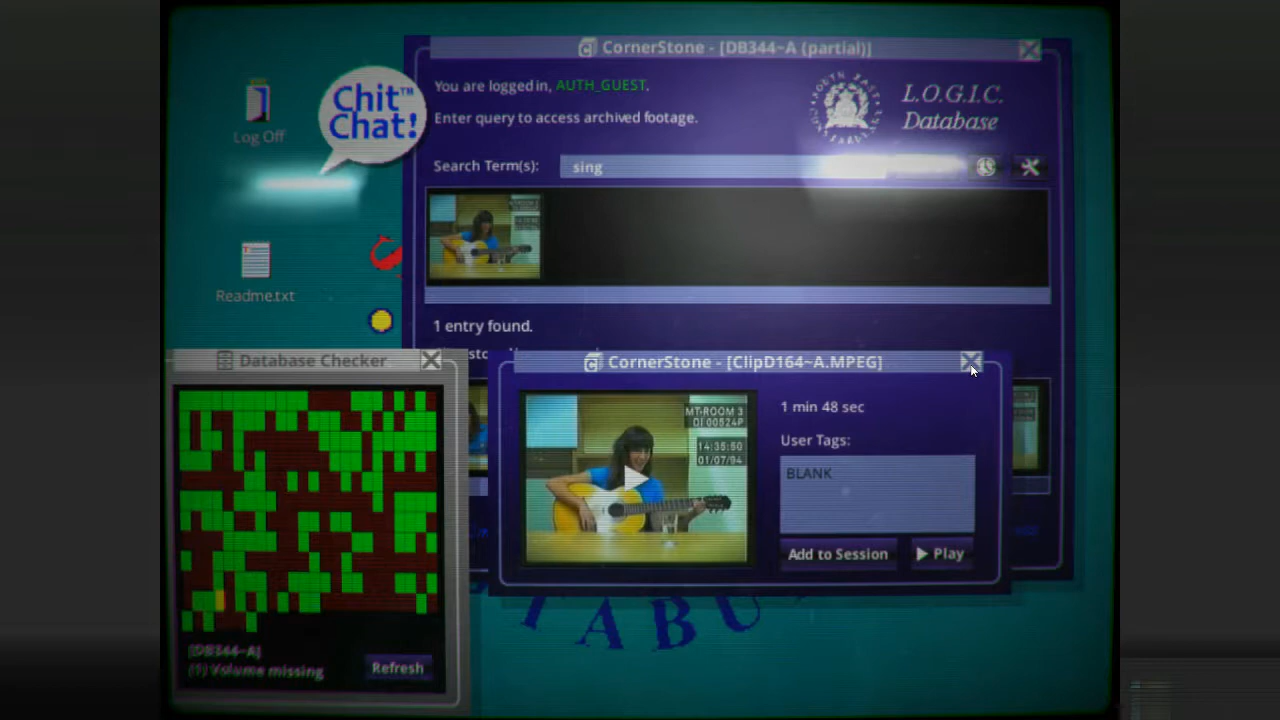 CornerStone - [DB344~A (partial)]
You are logged in, AUTH_GUEST.
L.O.G.I.C.
Database
Enter query to access archived footage.
Chit™
Chat!
Log Off
Search Term(s):
sing
Readme.txt
1 entry found.
Database Checker
CornerStone - [ClipD164~A.MPEG]
MT-ROOM 3
14:35:50
01/07/94
1 min 48 sec
User Tags:
BLANK
Add to Session
Play
[DB344~A]
(1) Volume missing
Refresh